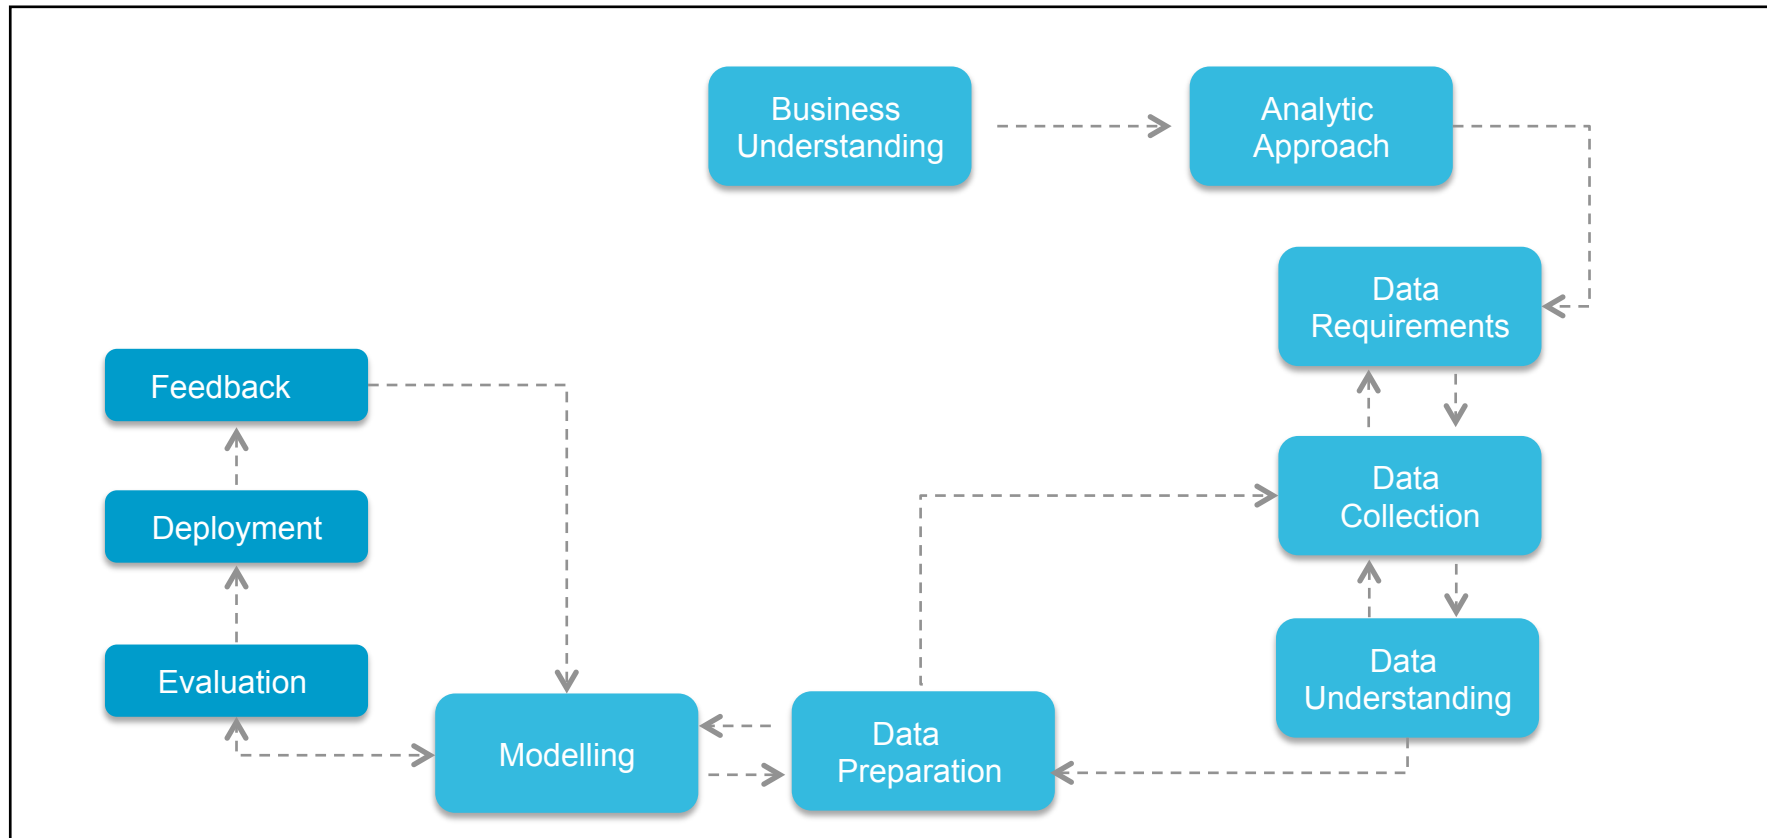 Business
Understanding
Analytic
Approach
Data
Requirements
Data
Collection
Data
Understanding
Data
Preparation
Modelling
Evaluation
Deployment
Feedback